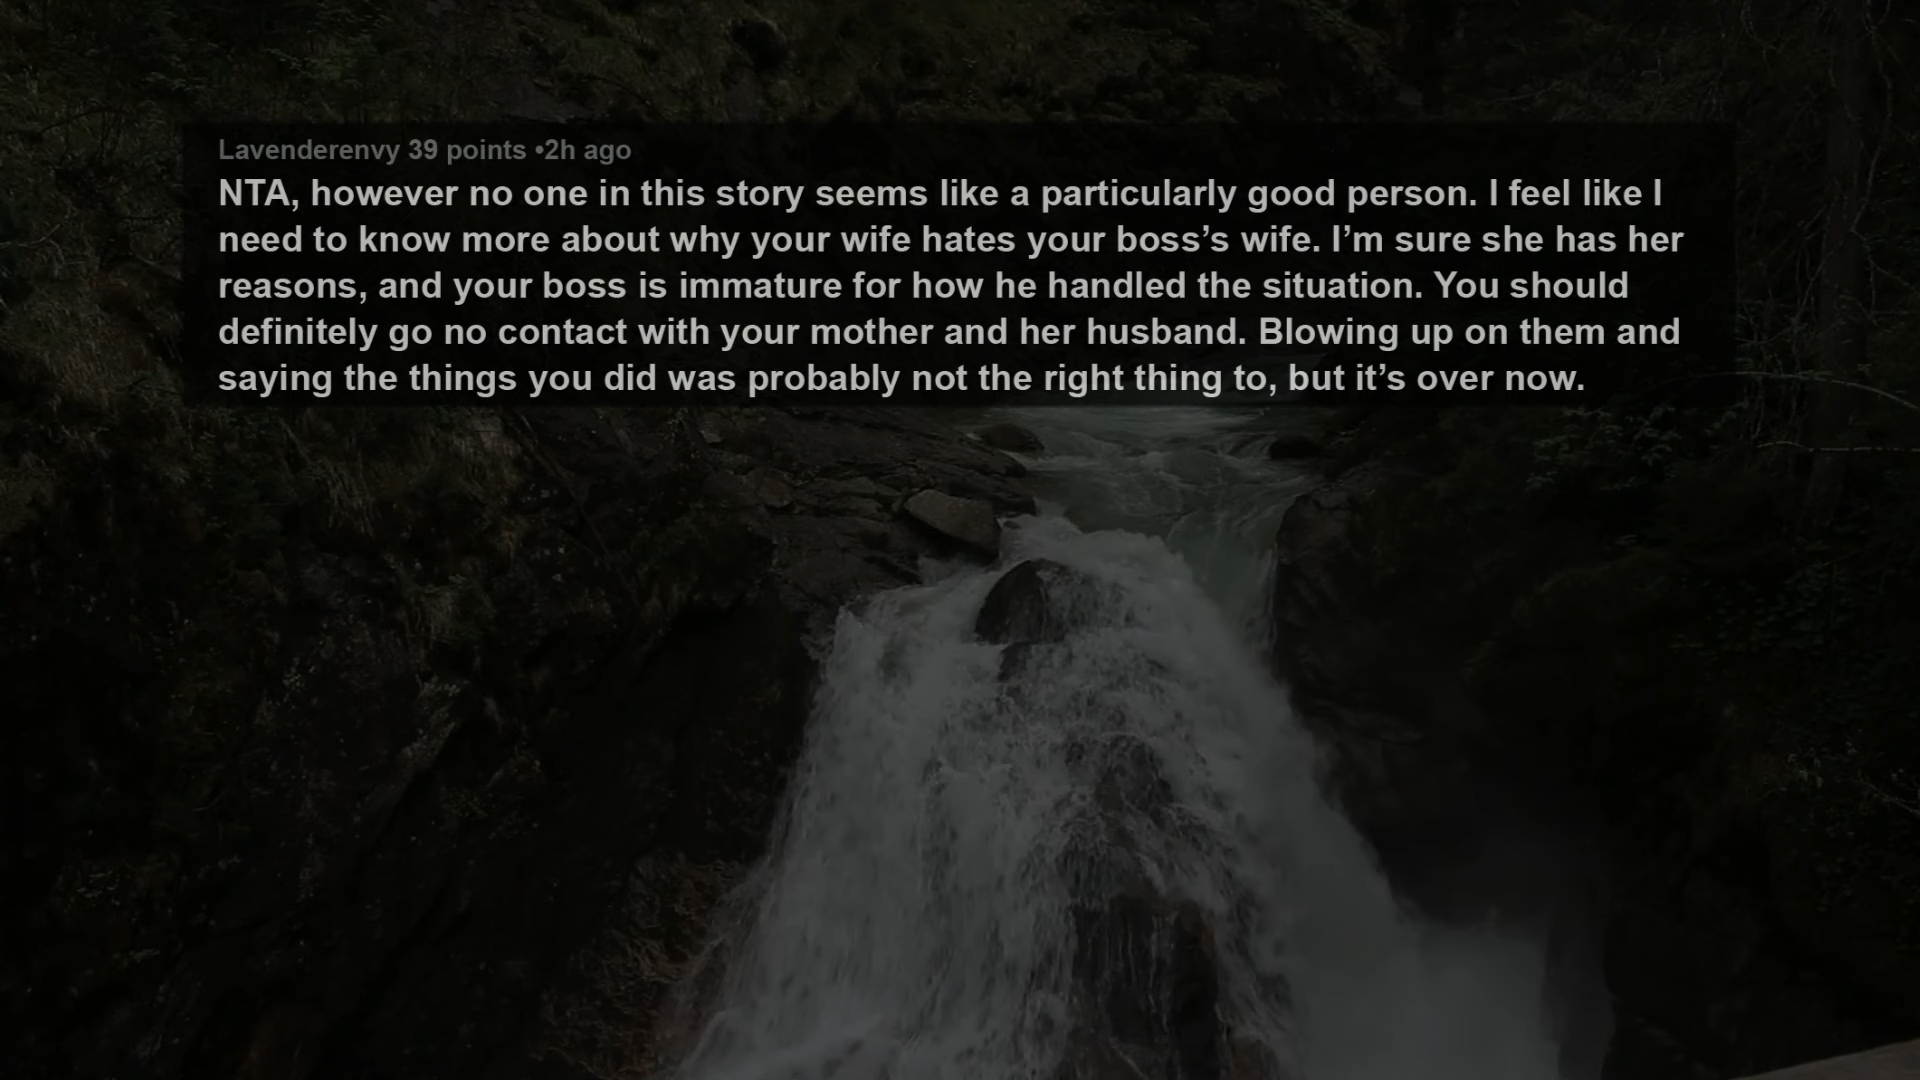 Lavenderenvy 39 points •2h ago
NTA, however no one in this story seems like a particularly good person. I feel like I
need to know more about why your wife hates your boss’s wife. I’m sure she has her
reasons, and your boss is immature for how he handled the situation. You should
definitely go no contact with your mother and her husband. Blowing up on them and
saying the things you did was probably not the right thing to, but it’s over now.